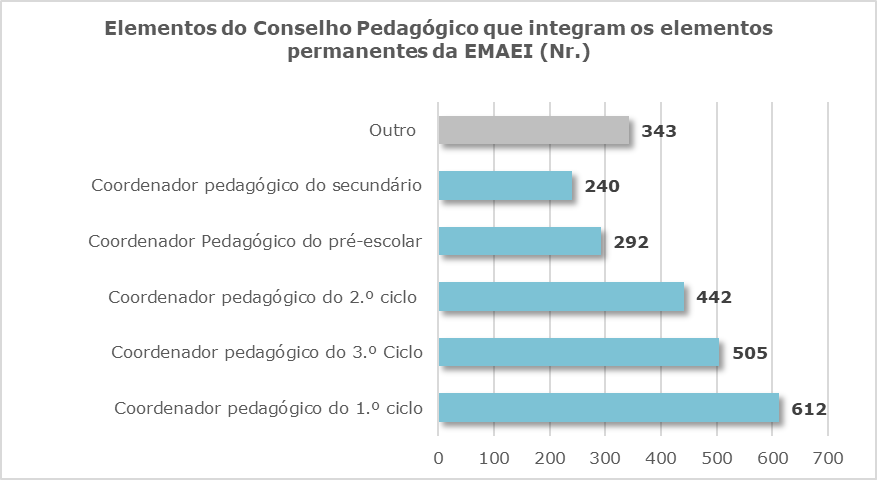 Elementos do Conselho Pedagógico que integram os elementos
permanentes da EMAEI (Nr.)
Outro 343
Coordenador pedagógico do secundário 240
Coordenador Pedagógico do pré-escolar 292
Coordenador pedagógico do 2.º ciclo 442
Coordenador pedagógico do 3.º Ciclo 505
Coordenador pedagógico do 1.º ciclo 612
0 100 200 300 400 500 600 700